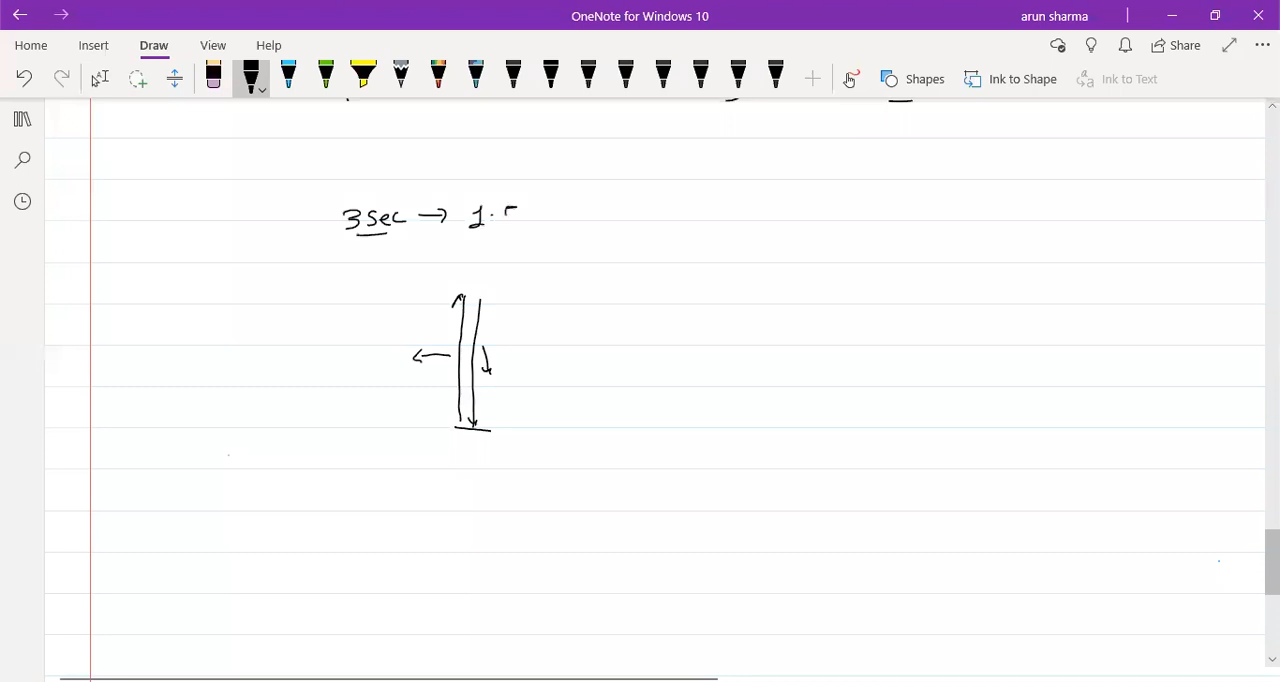 OneNote for Windows 10
arun sharma
Home Insert Draw View Help
Share
Shapes
Ink to Shape
Ink to Text
3 sec → 1.